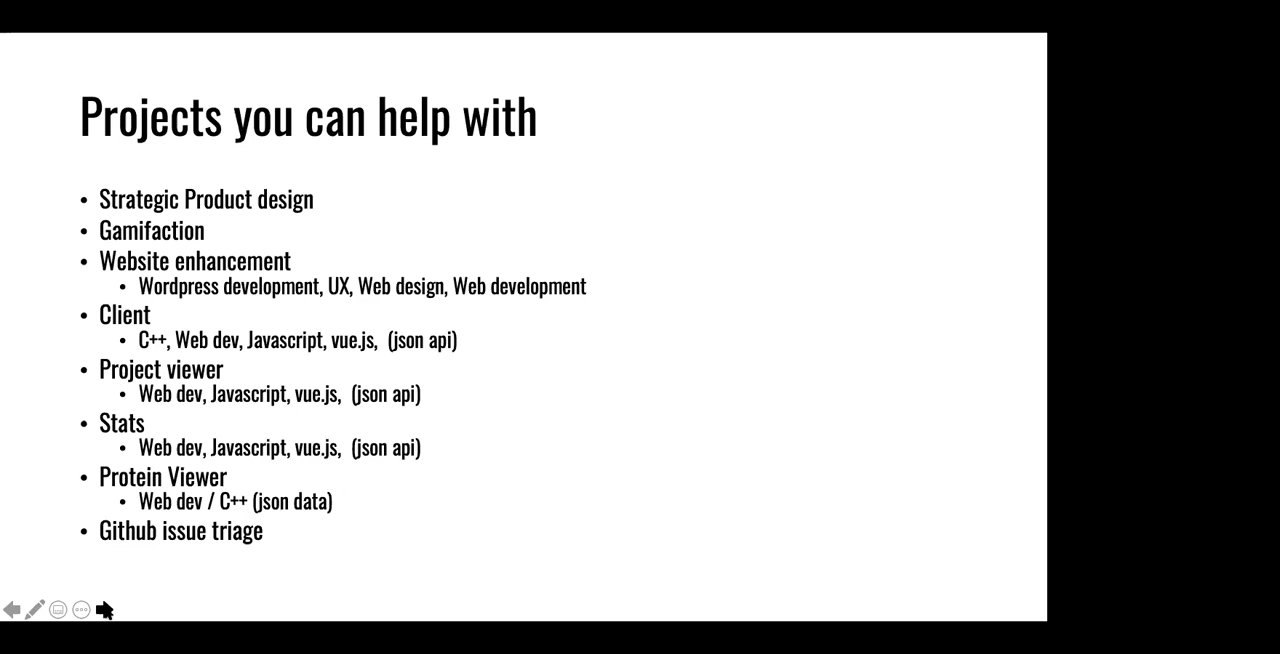 Projects you can help with
• Strategic Product design
• Gamifaction
• Website enhancement
• Wordpress development, UX, Web design, Web development
• Client
• C++, Web dev, Javascript, vue.js,  (json api)
• Project viewer
• Web dev, Javascript, vue.js,  (json api)
• Stats
• Web dev, Javascript, vue.js,  (json api)
• Protein Viewer
• Web dev / C++ (json data)
• Github issue triage